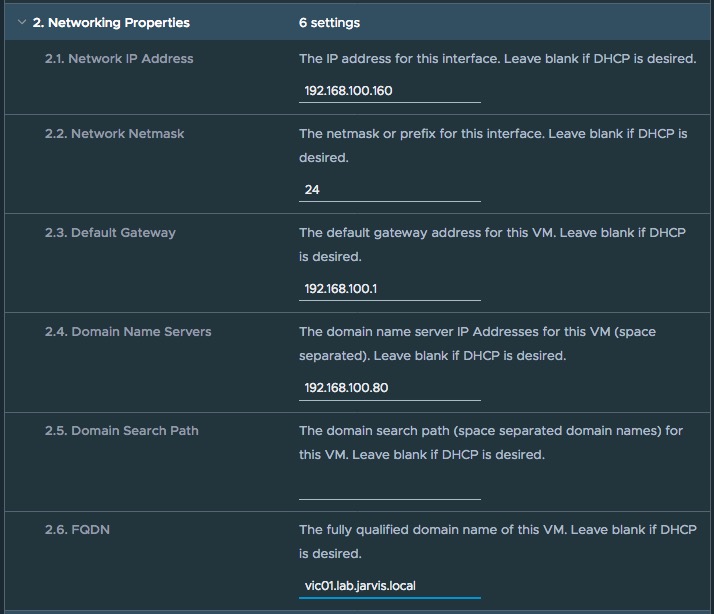 2. Networking Properties 6 settings
2.1. Network IP Address The IP address for this interface. Leave blank if DHCP is desired.
192.168.100.160
2.2. Network Netmask The netmask or prefix for this interface. Leave blank if DHCP is
desired.
24
2.3. Default Gateway The default gateway address for this VM. Leave blank if DHCP
is desired.
192.168.100.1
2.4. Domain Name Servers The domain name server IP Addresses for this VM (space
separated). Leave blank if DHCP is desired.
192.168.100.80
2.5. Domain Search Path The domain search path (space separated domain names) for
this VM. Leave blank if DHCP is desired.
2.6. FQDN The fully qualified domain name of this VM. Leave blank if DHCP
is desired.
vic01.lab.jarvis.local